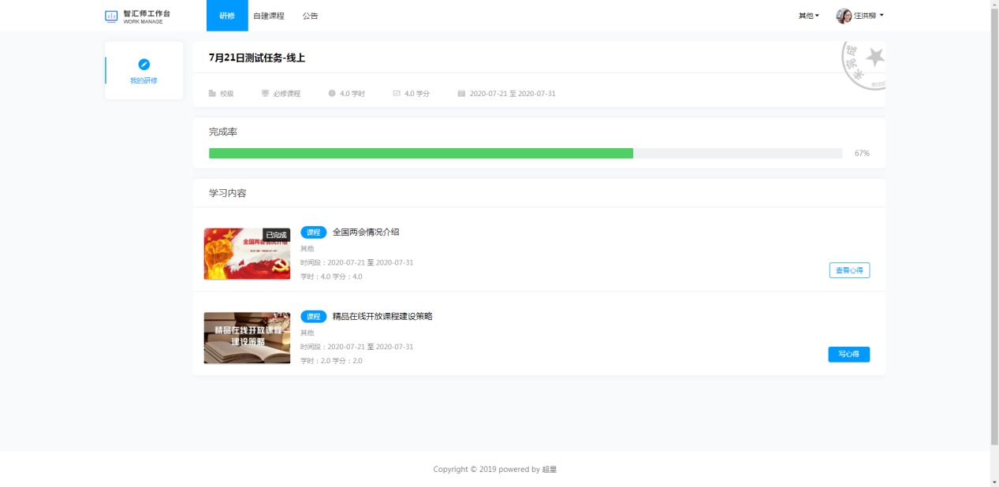 智汇师工作台
WORK MANAGE
研修
自建课程
公告
其他
汪洪柳
我的研修
7月21日测试任务-线上
未完成
校级
必修课程
4.0 学时
4.0 学分
2020-07-21 至 2020-07-31
完成率
67%
学习内容
已完成
全国两会情况介绍
课程
全国两会情况介绍
其他
时间段：2020-07-21 至 2020-07-31
学时：4.0 学分：4.0
查看心得
精品在线开放课程
建设策略
课程
精品在线开放课程建设策略
其他
时间段：2020-07-21 至 2020-07-31
学时：2.0 学分：2.0
写心得
Copyright © 2019 powered by 超星